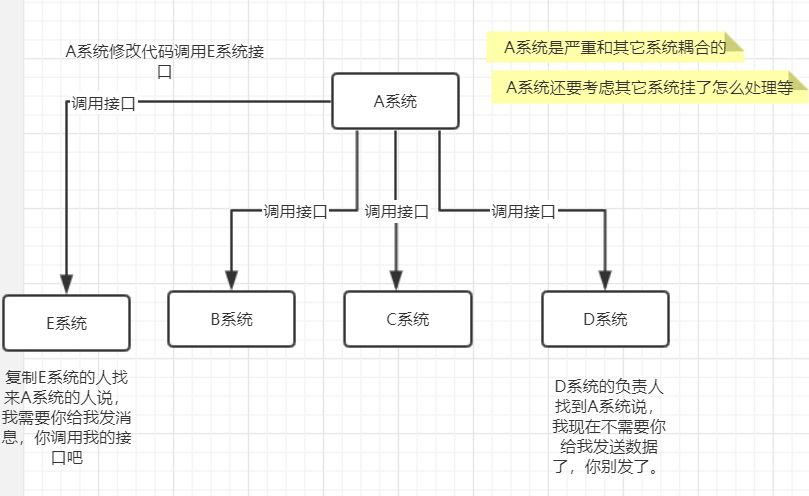 A系统修改代码调用E系统接
口
A系统是严重和其它系统耦合的
A系统还要考虑其它系统挂了怎么处理等
A系统
调用接口
调用接口
调用接口
调用接口
E系统
B系统
C系统
D系统
复制E系统的人找
来A系统的人说，
我需要你给我发消
息，你调用我的接
口吧
D系统的负责人
找到A系统说，
我现在不需要你
给我发送数据
了，你别发了。